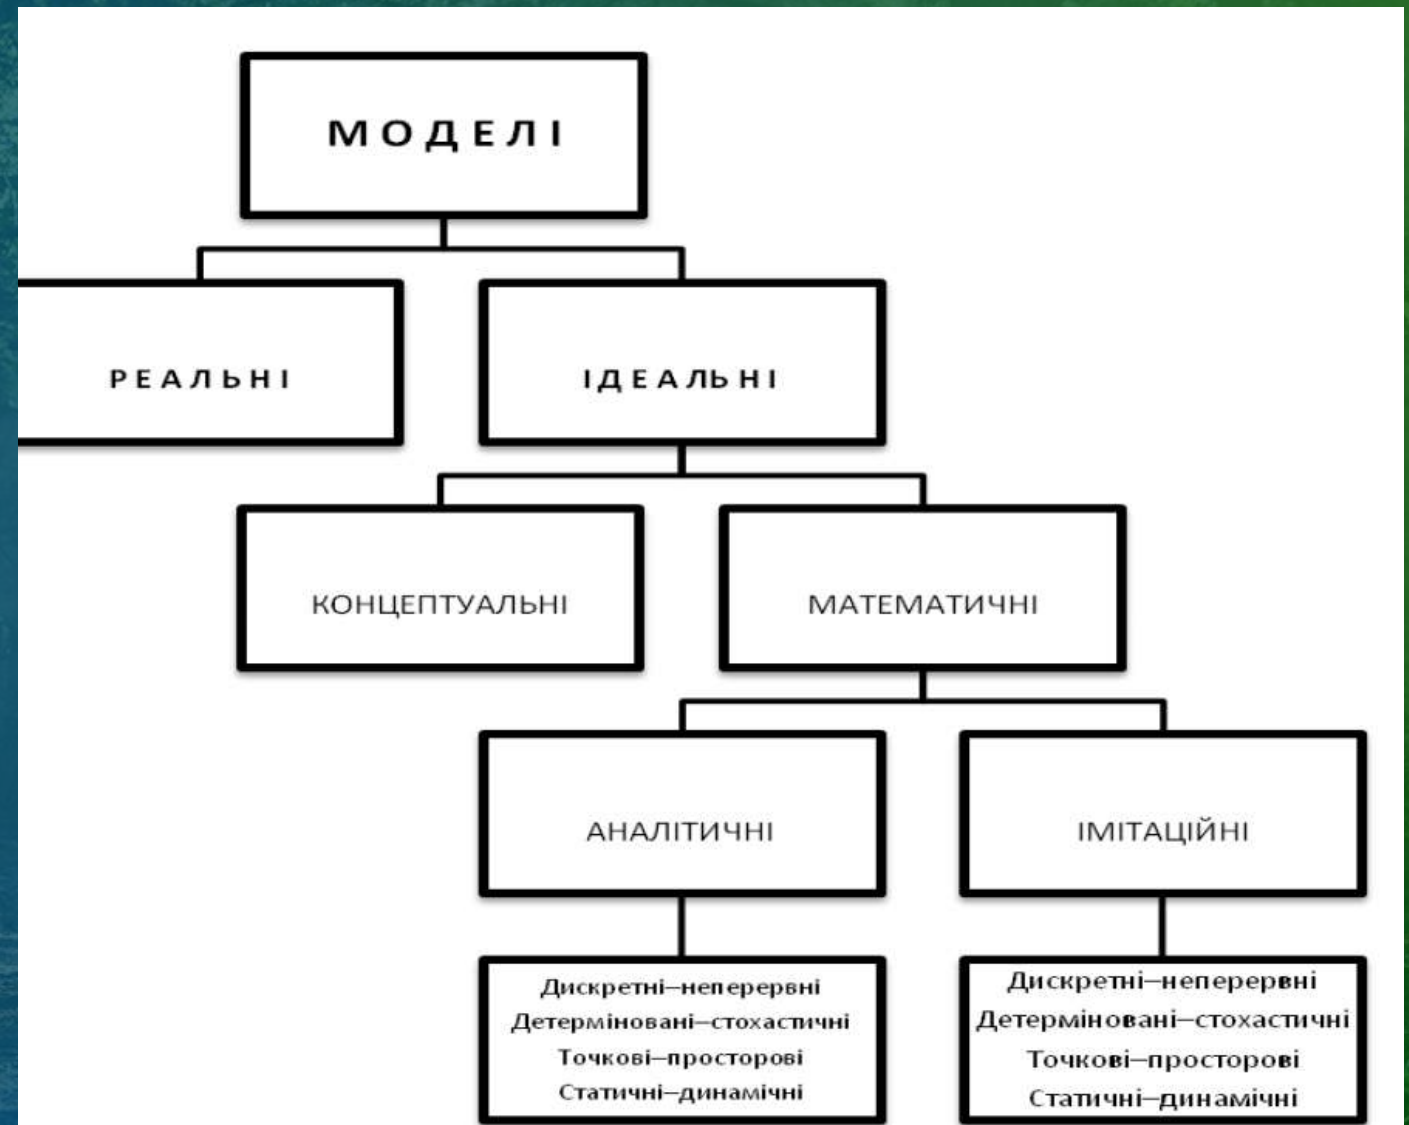 МОДЕЛІ
РЕАЛЬНІ
ІДЕАЛЬНІ
КОНЦЕПТУАЛЬНІ
МАТЕМАТИЧНІ
АНАЛІТИЧНІ
ІМІТАЦІЙНІ
Дискретні–неперервні
Детерміновані–стохастичні
Точкові–просторові
Статичні–динамічні
Дискретні–неперервні
Детерміновані–стохастичні
Точкові–просторові
Статичні–динамічні